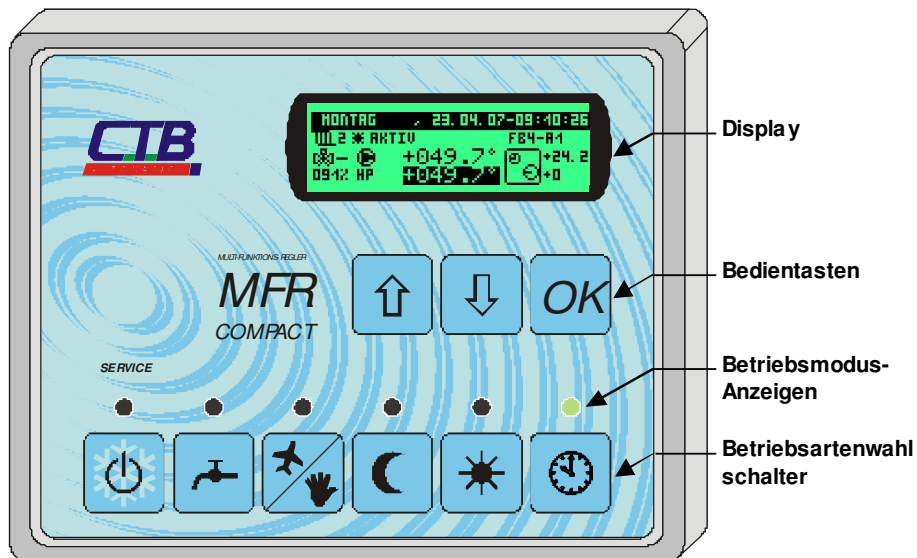 MONTAG , 23.04.07-09:10:26
2 AKTIV FB4-A1
+049.7° +24.2
091% HP +049.7° +0
CTB
Display
MULTI-FUNKTIONS REGLER
MFR
COMPACT
OK
Bedientasten
SERVICE
Betriebsmodus-
Anzeigen
Betriebsartenwahl
schalter